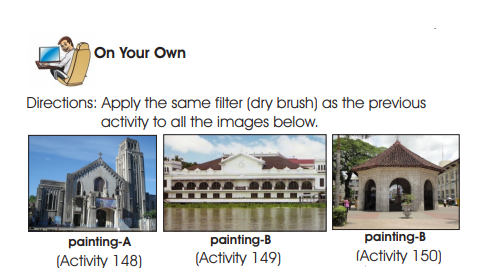 On Your Own
Directions: Apply the same filter (dry brush) as the previous
activity to all the images below.
painting-A
(Activity 148)
painting-B
(Activity 149)
painting-B
(Activity 150)